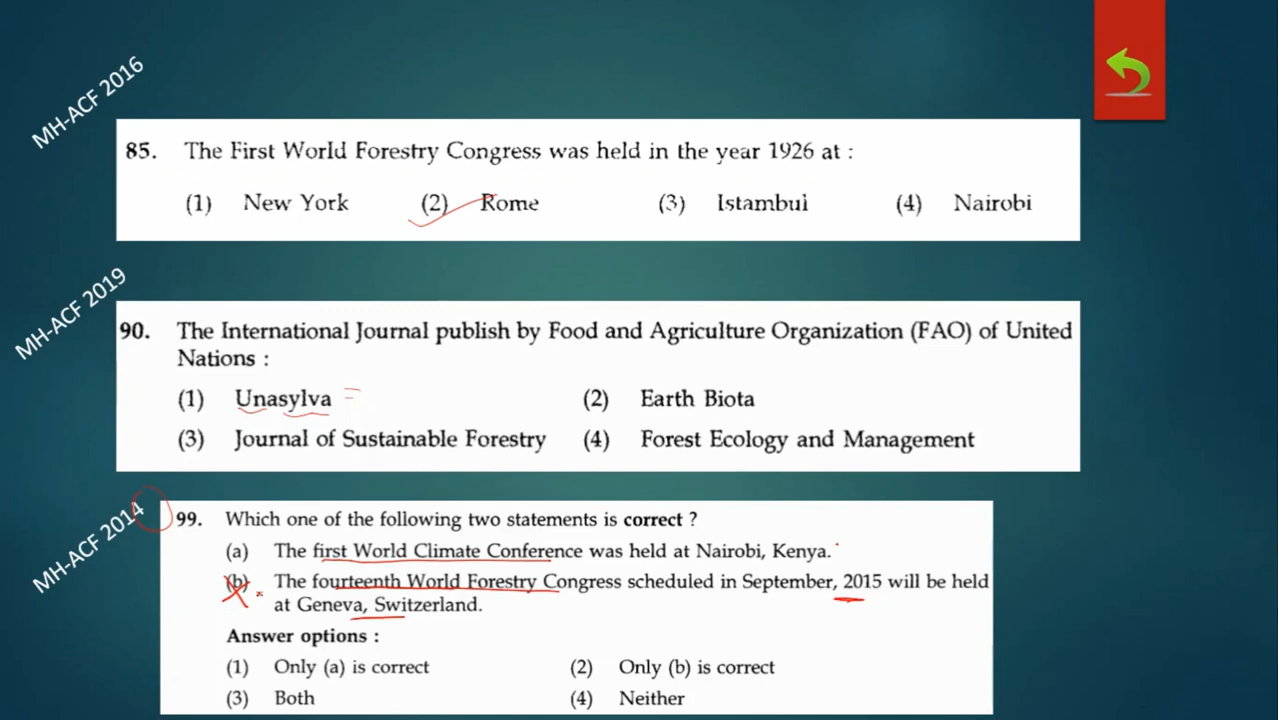 MH-ACF 2016
85. The First World Forestry Congress was held in the year 1926 at :
(1) New York (2) Rome (3) Istambul (4) Nairobi
MH-ACF 2019
90. The International Journal publish by Food and Agriculture Organization (FAO) of United
Nations :
(1) Unasylva (2) Earth Biota
(3) Journal of Sustainable Forestry (4) Forest Ecology and Management
MH-ACF 2014
99. Which one of the following two statements is correct ?
(a) The first World Climate Conference was held at Nairobi, Kenya.
(b) The fourteenth World Forestry Congress scheduled in September, 2015 will be held
at Geneva, Switzerland.
Answer options :
(1) Only (a) is correct (2) Only (b) is correct
(3) Both (4) Neither